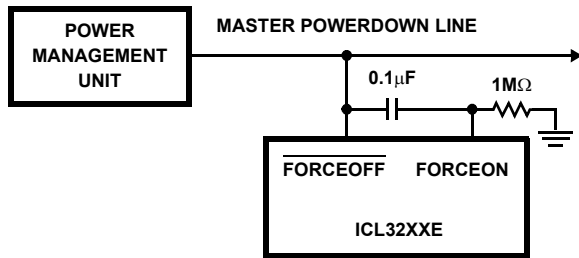 POWER
MANAGEMENT
UNIT
MASTER POWERDOWN LINE
0.1μF
1MΩ
FORCEOFF FORCEON
ICL32XXE